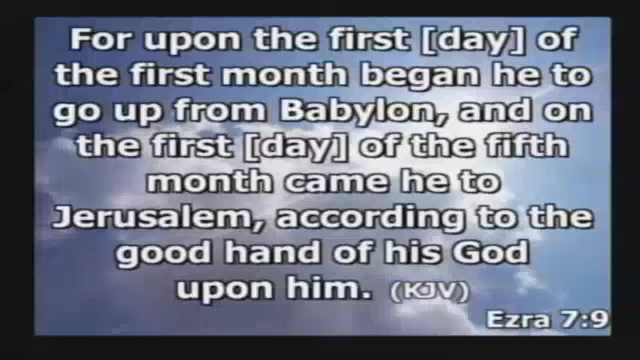 For upon the first [day] of
the first month began he to
go up from Babylon, and on
the first [day] of the fifth
month came he to
Jerusalem, according to the
good hand of his God
upon him. (KJV)
Ezra 7:9